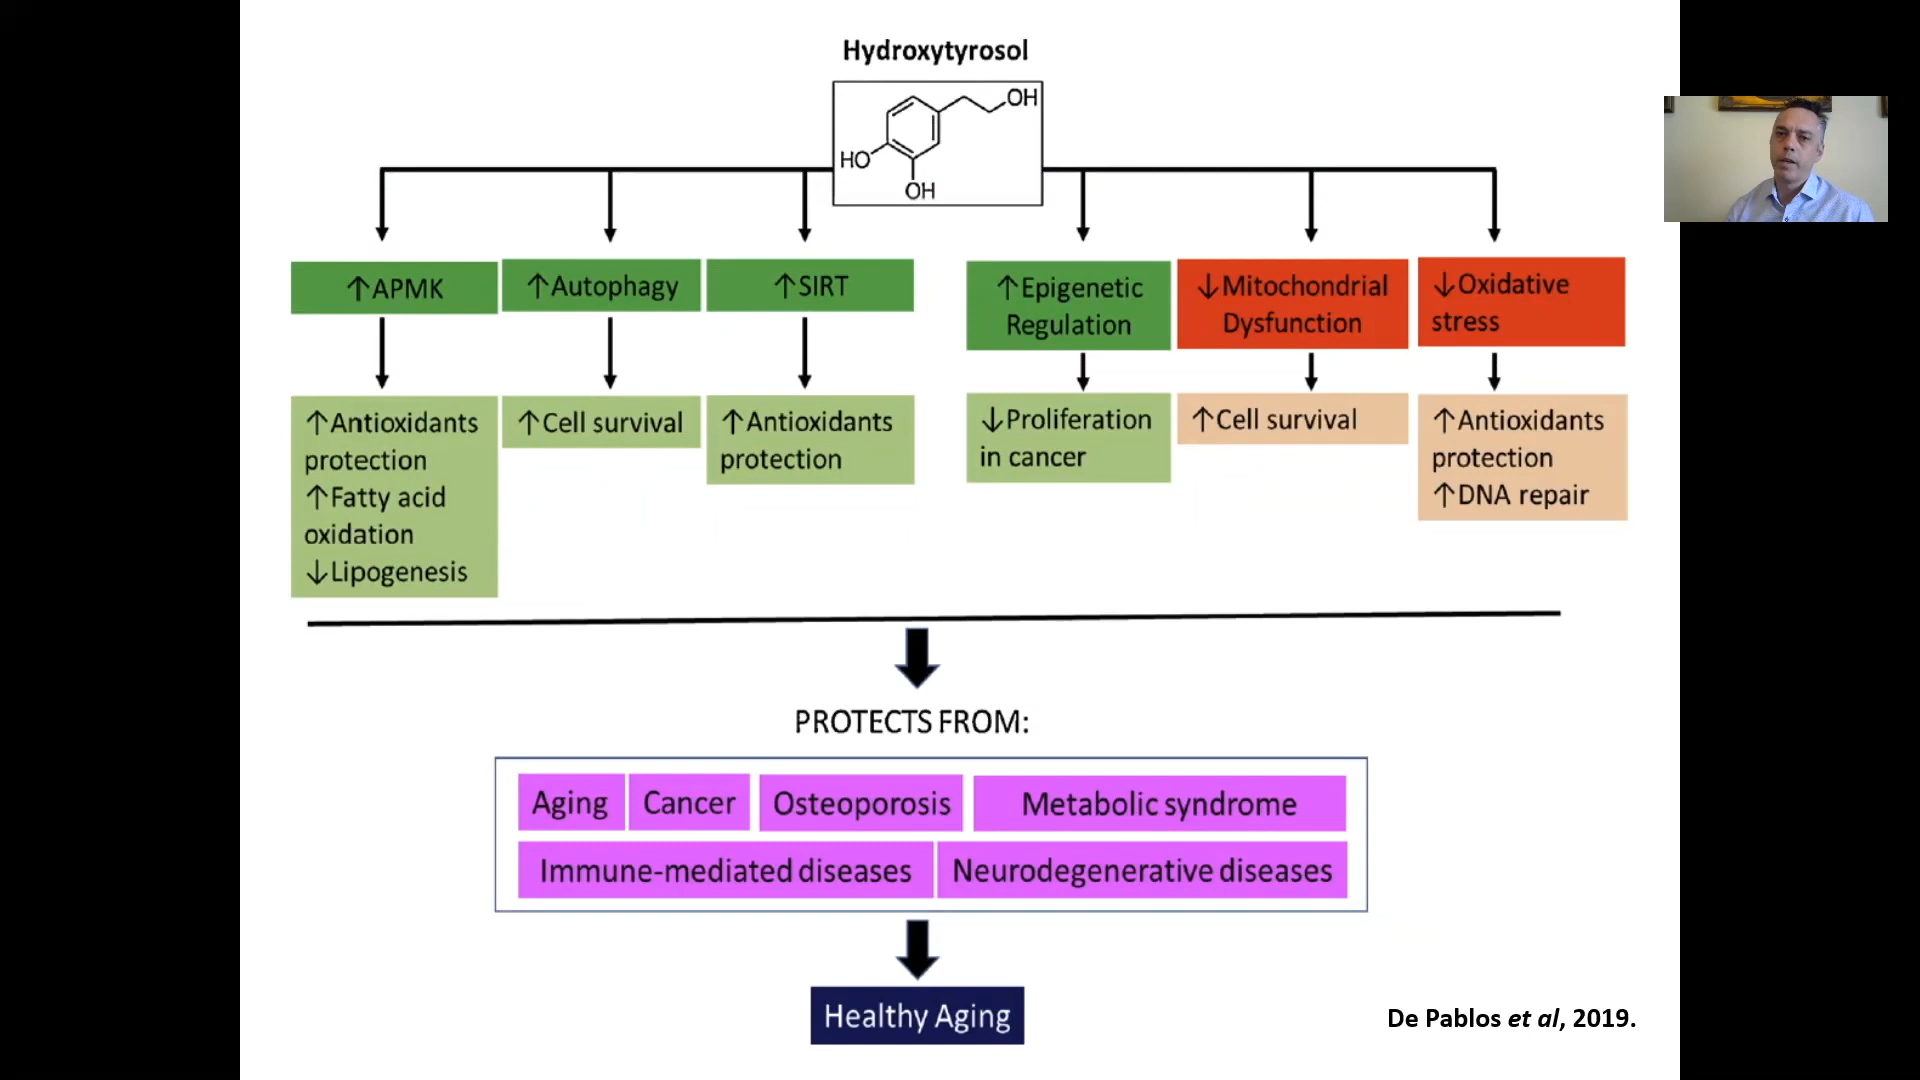 Hydroxytyrosol
OH
HO
OH
↑APMK
↑Autophagy
↑SIRT
↑Epigenetic
Regulation
↓Mitochondrial
Dysfunction
↓Oxidative
stress
↑Antioxidants
protection
↑Fatty acid
oxidation
↓Lipogenesis
↑Cell survival
↑Antioxidants
protection
↓Proliferation
in cancer
↑Cell survival
↑Antioxidants
protection
↑DNA repair
PROTECTS FROM:
Aging
Cancer
Osteoporosis
Metabolic syndrome
Immune-mediated diseases
Neurodegenerative diseases
Healthy Aging
De Pablos et al, 2019.